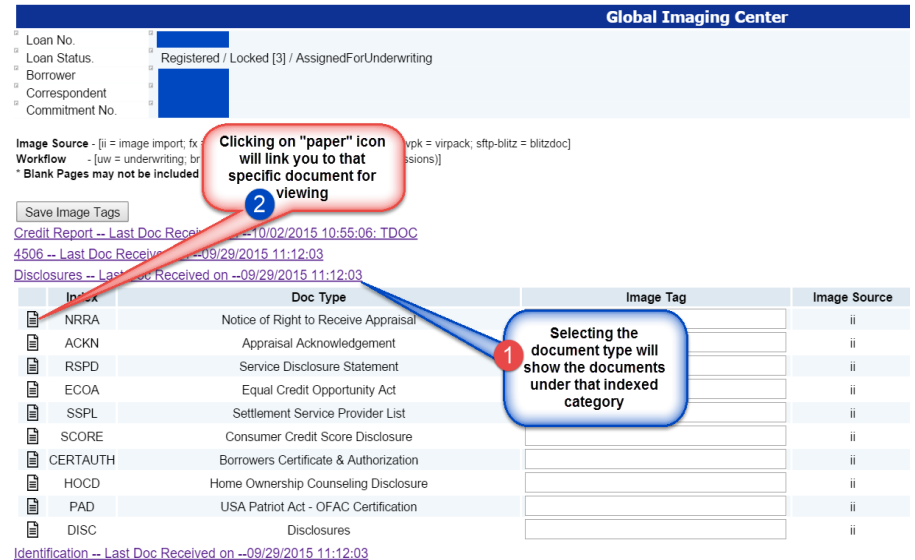 Global Imaging Center
Loan No.
Loan Status. Registered / Locked [3] / AssignedForUnderwriting
Borrower
Correspondent
Commitment No.
Image Source - [ii = image import; fx vpk = virpack; sftp-blitz = blitzdoc]
Workflow - [uw = underwriting; br ssions)]
* Blank Pages may not be included
Clicking on "paper" icon
will link you to that
specific document for
viewing
2
Save Image Tags
Credit Report -- Last Doc Recei --10/02/2015 10:55:06: TDOC
4506 -- Last Doc Receive --09/29/2015 11:12:03
Disclosures -- Last Doc Received on --09/29/2015 11:12:03
Index Doc Type Image Tag Image Source
NRRA Notice of Right to Receive Appraisal ii
ACKN Appraisal Acknowledgement ii
RSPD Service Disclosure Statement ii
ECOA Equal Credit Opportunity Act ii
SSPL Settlement Service Provider List ii
SCORE Consumer Credit Score Disclosure ii
CERTAUTH Borrowers Certificate & Authorization ii
HOCD Home Ownership Counseling Disclosure ii
PAD USA Patriot Act - OFAC Certification ii
DISC Disclosures ii
1
Selecting the
document type will
show the documents
under that indexed
category
Identification -- Last Doc Received on --09/29/2015 11:12:03